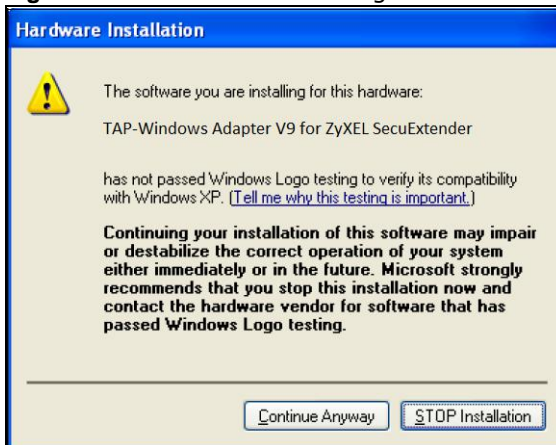 Hardware Installation
The software you are installing for this hardware:
TAP-Windows Adapter V9 for ZyXEL SecuExtender
has not passed Windows Logo testing to verify its compatibility
with Windows XP. (Tell me why this testing is important.)
Continuing your installation of this software may impair
or destabilize the correct operation of your system
either immediately or in the future. Microsoft strongly
recommends that you stop this installation now and
contact the hardware vendor for software that has
passed Windows Logo testing.
Continue Anyway
STOP Installation